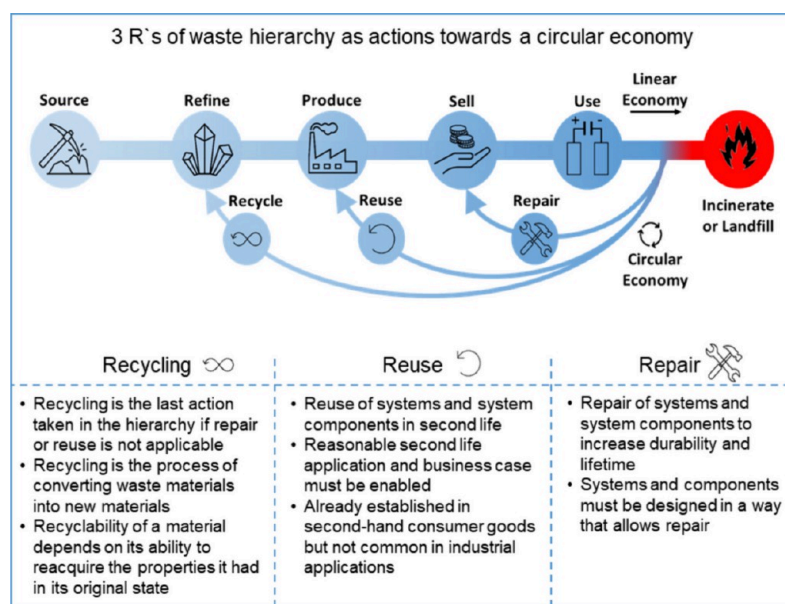 3 R`s of waste hierarchy as actions towards a circular economy
Source
Refine
Produce
Sell
Use
Linear
Economy
Recycle
Reuse
Repair
Incinerate
or Landfill
Circular
Economy
Recycling
• Recycling is the last action
taken in the hierarchy if repair
or reuse is not applicable
• Recycling is the process of
converting waste materials
into new materials
• Recyclability of a material
depends on its ability to
reacquire the properties it had
in its original state
Reuse
• Reuse of systems and system
components in second life
• Reasonable second life
application and business case
must be enabled
• Already established in
second-hand consumer goods
but not common in industrial
applications
Repair
• Repair of systems and
system components to
increase durability and
lifetime
• Systems and components
must be designed in a way
that allows repair